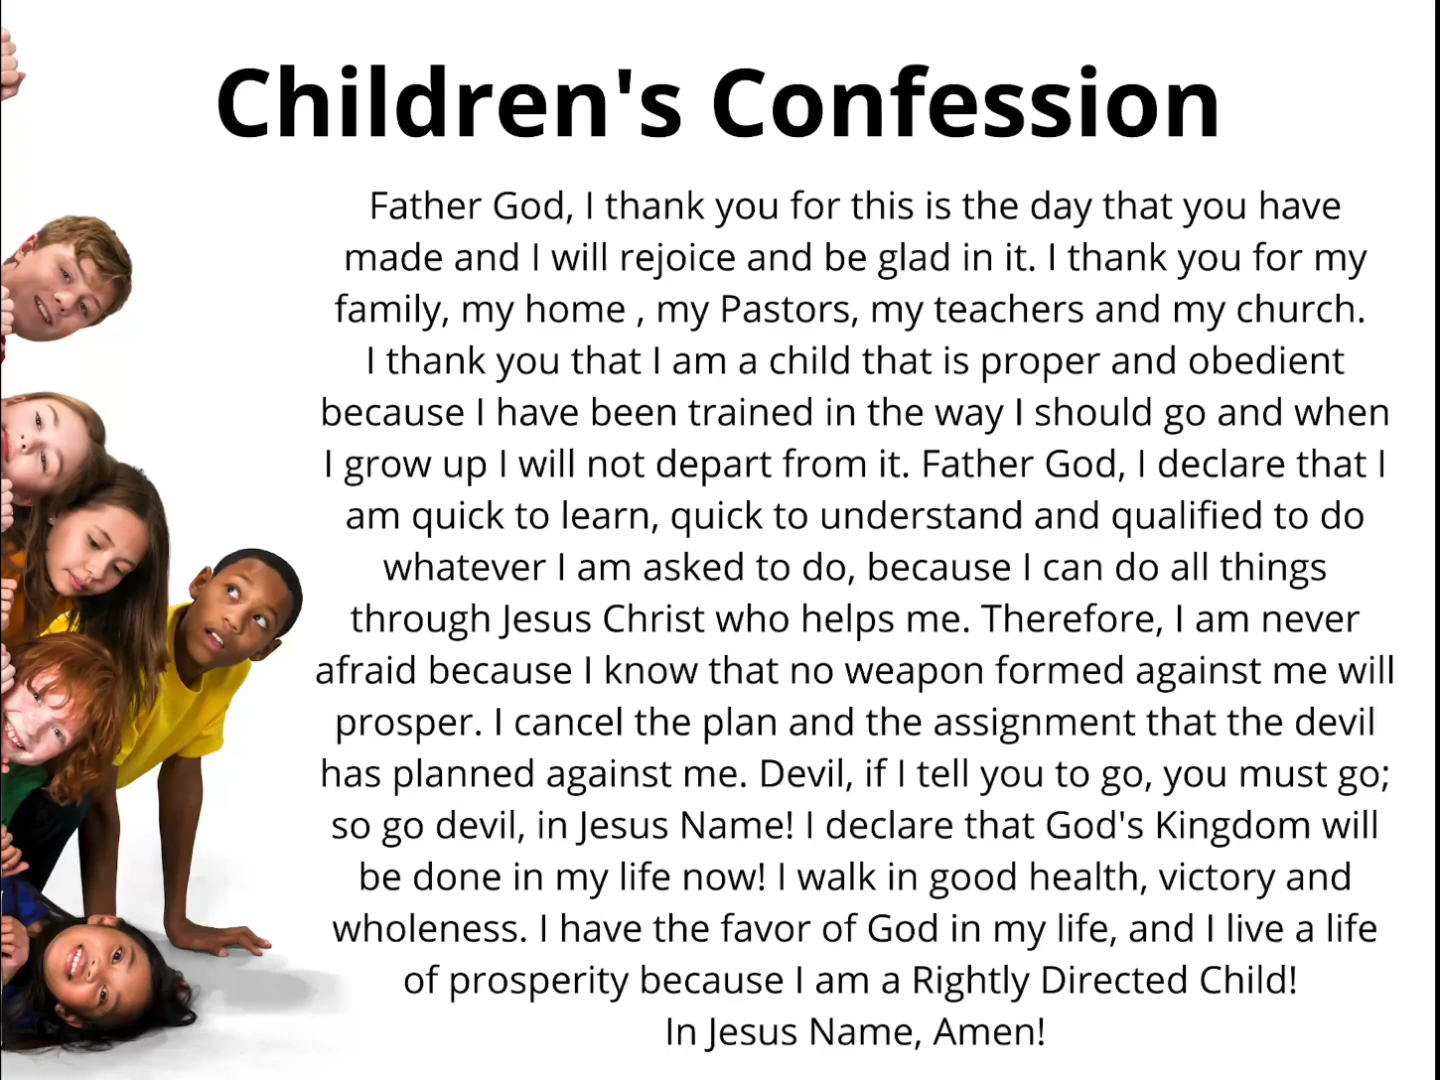 Children's Confession
Father God, I thank you for this is the day that you have
made and I will rejoice and be glad in it. I thank you for my
family, my home , my Pastors, my teachers and my church.
I thank you that I am a child that is proper and obedient
because I have been trained in the way I should go and when
I grow up I will not depart from it. Father God, I declare that I
am quick to learn, quick to understand and qualified to do
whatever I am asked to do, because I can do all things
through Jesus Christ who helps me. Therefore, I am never
afraid because I know that no weapon formed against me will
prosper. I cancel the plan and the assignment that the devil
has planned against me. Devil, if I tell you to go, you must go;
so go devil, in Jesus Name! I declare that God's Kingdom will
be done in my life now! I walk in good health, victory and
wholeness. I have the favor of God in my life, and I live a life
of prosperity because I am a Rightly Directed Child!
In Jesus Name, Amen!